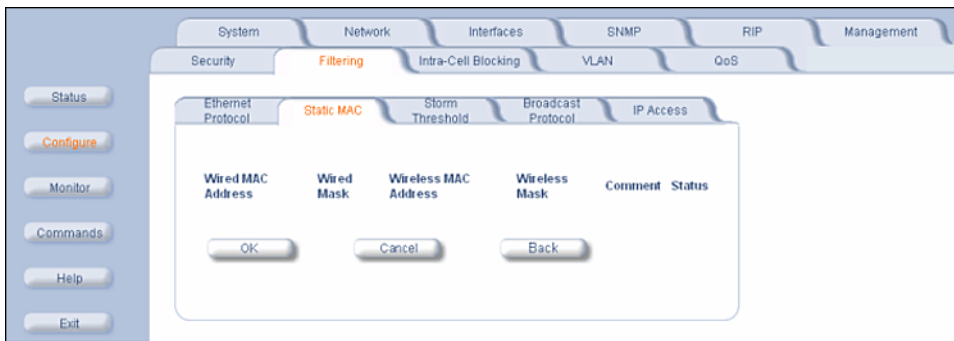 System Network Interfaces SNMP RIP Management
Security Filtering Intra-Cell Blocking VLAN QoS
Status
Configure
Monitor
Commands
Help
Exit
Ethernet Protocol Static MAC Storm Threshold Broadcast Protocol IP Access
Wired MAC Address Wired Mask Wireless MAC Address Wireless Mask Comment Status
OK Cancel Back